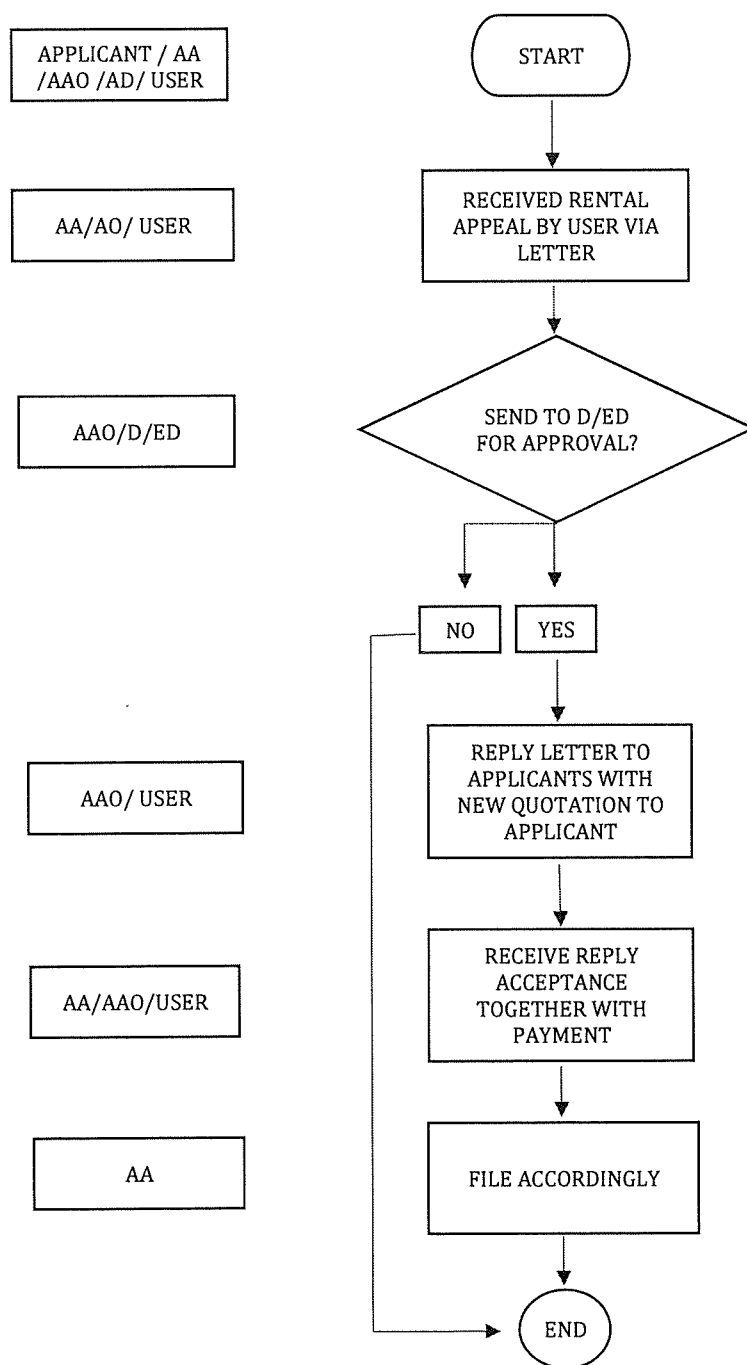 APPLICANT / AA
/AAO /AD/ USER
START
AA/AO/ USER
RECEIVED RENTAL
APPEAL BY USER VIA
LETTER
AAO/D/ED
SEND TO D/ED
FOR APPROVAL?
NO
YES
AAO/ USER
REPLY LETTER TO
APPLICANTS WITH
NEW QUOTATION TO
APPLICANT
AA/AAO/USER
RECEIVE REPLY
ACCEPTANCE
TOGETHER WITH
PAYMENT
AA
FILE ACCORDINGLY
END